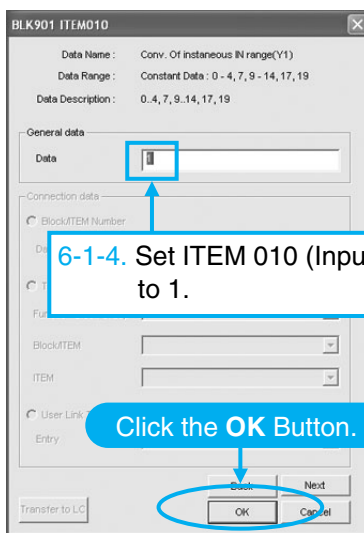 BLK901 ITEM010
Data Name : Conv. Of instaneous IN range(Y1)
Data Range : Constant Data : 0 - 4, 7, 9 - 14, 17, 19
Data Description : 0..4, 7, 9..14, 17, 19
General data
Data 1
Connection data
Block/ITEM Number
6-1-4. Set ITEM 010 (Inpu
to 1.
Block/ITEM
ITEM
User Link
Click the OK Button.
Entry
Back Next
Transfer to LC OK Cancel